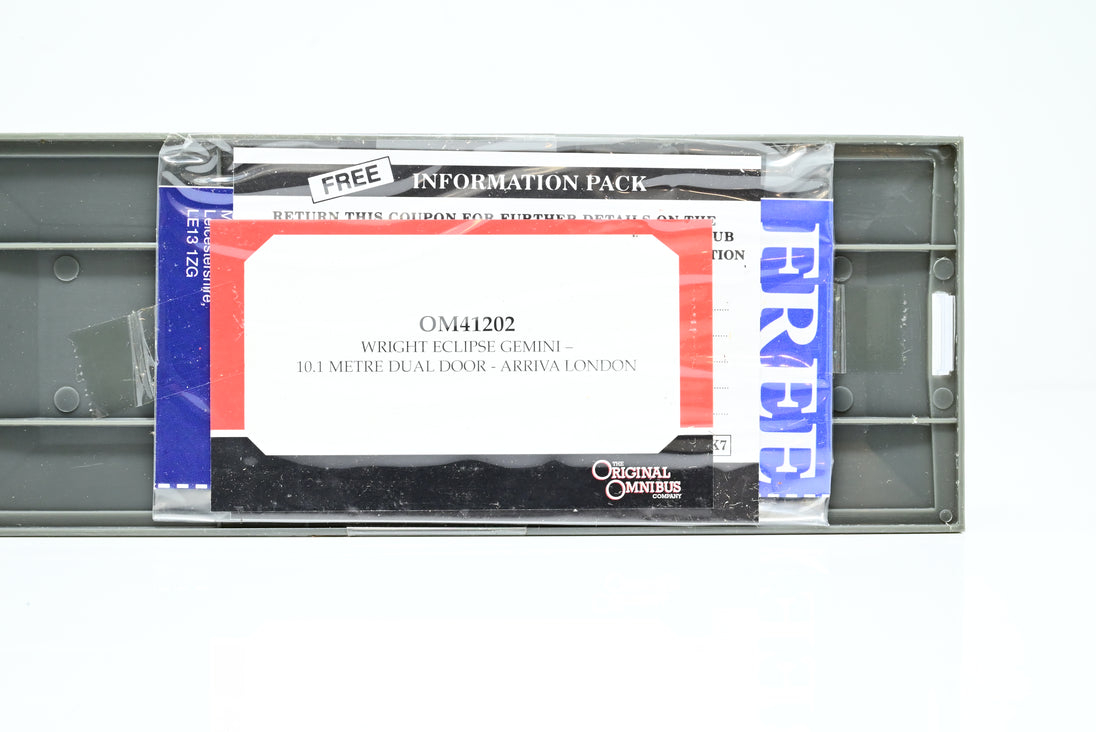 FREE
INFORMATION PACK
RETURN THIS COUPON FOR FURTHER DETAILS ON THE
UB
TION
Leicestershire,
LE13 1ZG
OM41202
WRIGHT ECLIPSE GEMINI –
10.1 METRE DUAL DOOR - ARRIVA LONDON
X7
THE
ORIGINAL
OMNIBUS
COMPANY
FREE